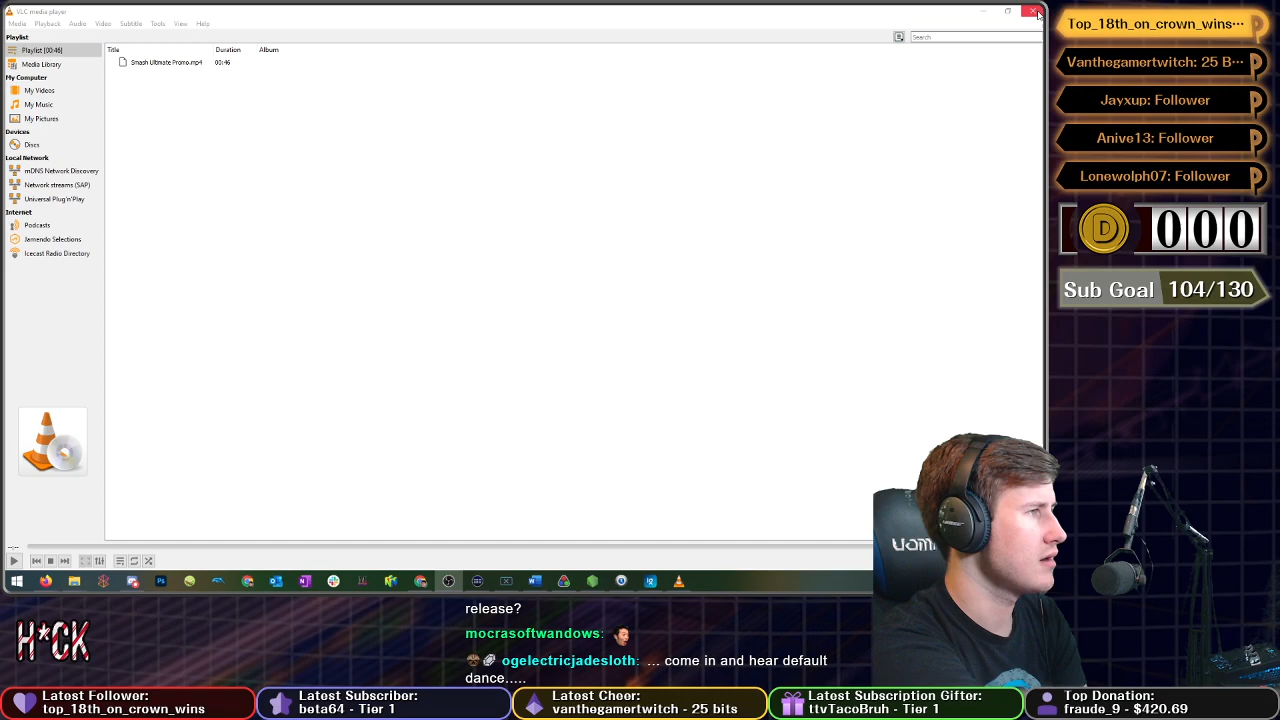 VLC media player
Media Playback Audio Video Subtitle Tools View Help
Playlist
Playlist [00:46]
Media Library
My Computer
My Videos
My Music
My Pictures
Devices
Discs
Local Network
mDNS Network Discovery
Network streams (SAP)
Universal Plug'n'Play
Internet
Podcasts
Jamendo Selections
Icecast Radio Directory
Search
Title Duration Album
Smash Ultimate Promo.mp4 00:46
--:--
Top_18th_on_crown_wins…
Vanthegamertwitch: 25 B…
Jayxup: Follower
Anive13: Follower
Lonewolph07: Follower
D 000
Sub Goal 104/130
H*CK
release?
mocrasoftwandows:
ogelectricjadesloth: ... come in and hear default
dance.....
Latest Follower:
top_18th_on_crown_wins
Latest Subscriber:
beta64 - Tier 1
Latest Cheer:
vanthegamertwitch - 25 bits
Latest Subscription Gifter:
ttvTacoBruh - Tier 1
Top Donation:
fraude_9 - $420.69